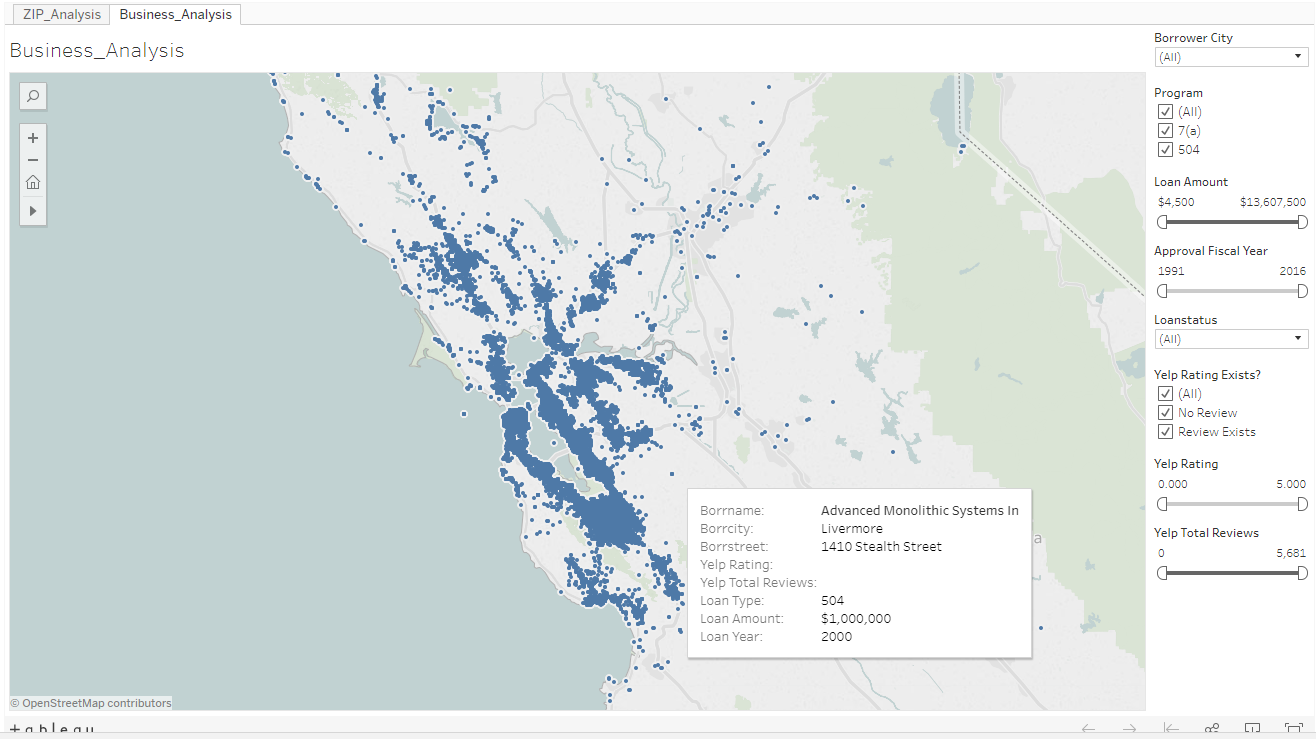 ZIP_Analysis Business_Analysis
Business_Analysis
Borrower City
(All)
Program
(All)
7(a)
504
Loan Amount
$4,500 $13,607,500
Approval Fiscal Year
1991 2016
Loanstatus
(All)
Yelp Rating Exists?
(All)
No Review
Review Exists
Yelp Rating
0.000 5.000
Yelp Total Reviews
0 5,681
Borrname: Advanced Monolithic Systems In
Borrcity: Livermore
Borrstreet: 1410 Stealth Street
Yelp Rating:
Yelp Total Reviews:
Loan Type: 504
Loan Amount: $1,000,000
Loan Year: 2000
a
© OpenStreetMap contributors
+ a b l e a u